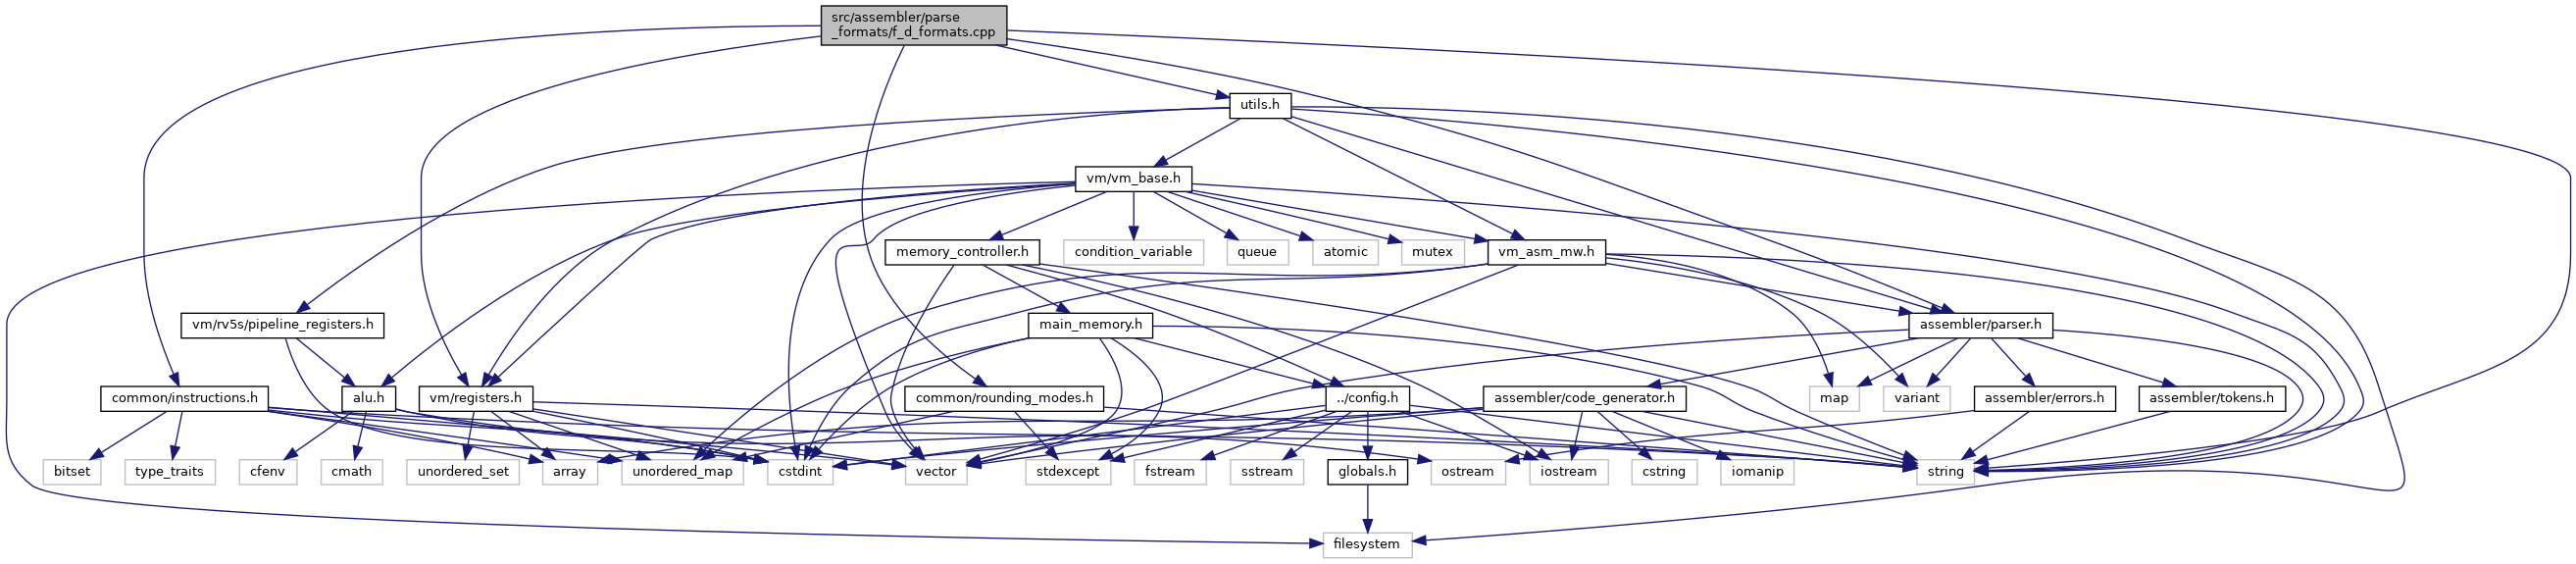 src/assembler/parse
_formats/f_d_formats.cpp
utils.h
vm/vm_base.h
memory_controller.h
condition_variable
queue
atomic
mutex
vm_asm_mw.h
vm/rv5s/pipeline_registers.h
main_memory.h
assembler/parser.h
common/instructions.h
alu.h
vm/registers.h
common/rounding_modes.h
../config.h
assembler/code_generator.h
map
variant
assembler/errors.h
assembler/tokens.h
bitset
type_traits
cfenv
cmath
unordered_set
array
unordered_map
cstdint
vector
stdexcept
fstream
sstream
globals.h
ostream
iostream
cstring
iomanip
string
filesystem